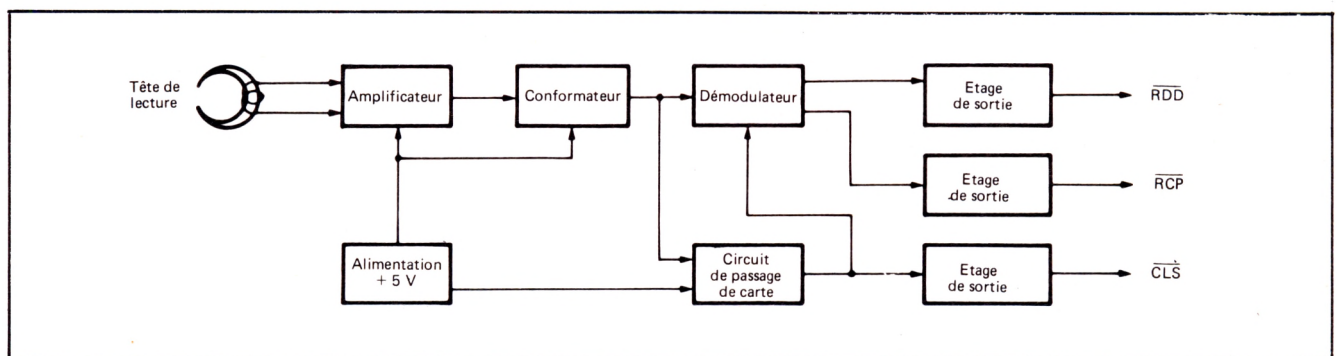 Tête de
lecture
Amplificateur
Conformateur
Démodulateur
Etage
de sortie
RDD
Etage
de sortie
RCP
Alimentation
+ 5 V
Circuit
de passage
de carte
Etage
de sortie
CLS